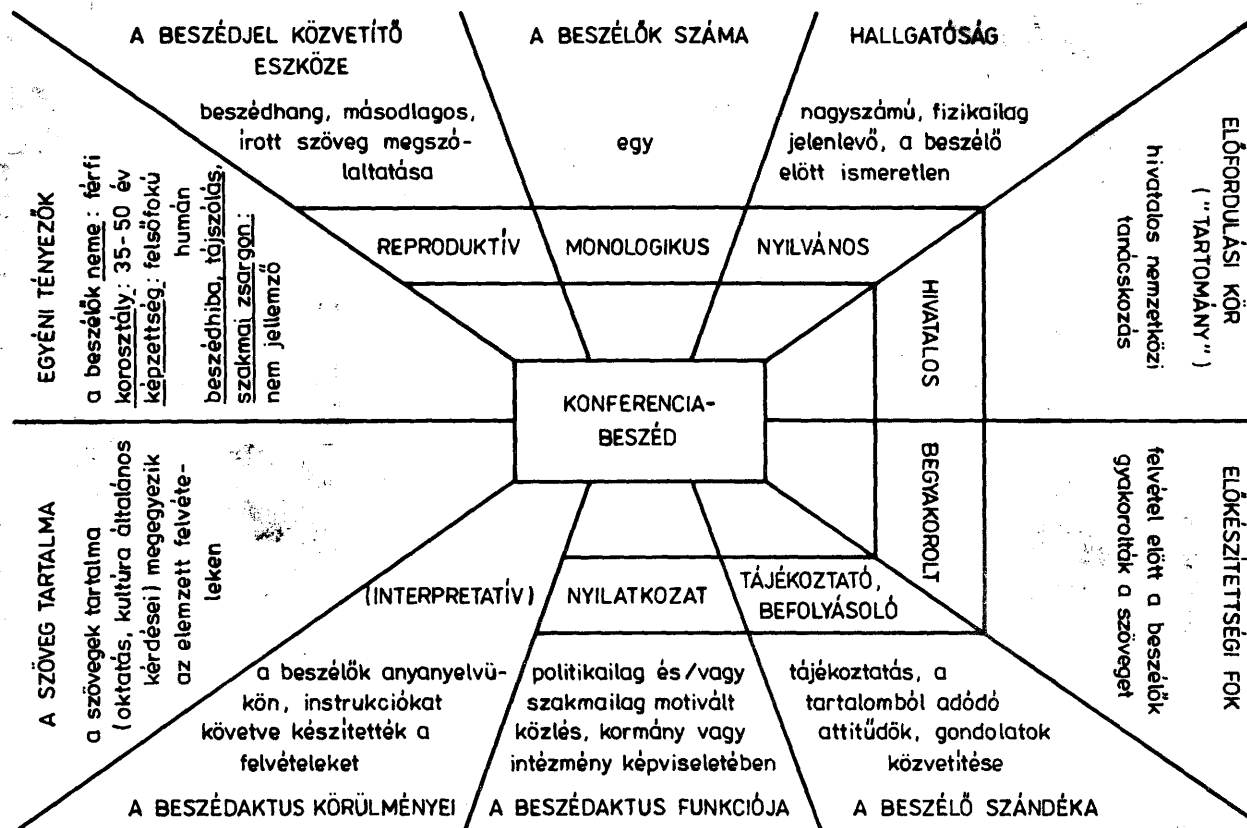 A BESZÉDJEL KÖZVETÍTŐ
ESZKÖZE
beszédhang, másodlagos,
írott szöveg megszó-
laltatása
REPRODUKTÍV
A BESZÉLŐK SZÁMA
egy
MONOLOGIKUS
HALLGATÓSÁG
nagyszámú, fizikailag
jelenlevő, a beszélő
előtt ismeretlen
NYILVÁNOS
ELŐFORDULÁSI KÖR
("TARTOMÁNY")
hivatalos nemzetközi
tanácskozás
HIVATALOS
ELŐKÉSZÍTETTSÉGI FOK
felvétel előtt a beszélők
gyakorolták a szöveget
BEGYAKOROLT
EGYÉNI TÉNYEZŐK
a beszélők neme: férfi
korosztály: 35-50 év
képzettség: felsőfokú
humán
beszédhiba, tájszólás,
szakmai zsargon:
nem jellemző
KONFERENCIA-
BESZÉD
A SZÖVEG TARTALMA
a szövegek tartalma
(oktatás, kultúra általános
kérdései) megegyezik
az elemzett felvéte-
leken
(INTERPRETATÍV)
a beszélők anyanyelvü-
kön, instrukciókat
követve készítették a
felvételeket
A BESZÉDAKTUS KÖRÜLMÉNYEI
NYILATKOZAT
politikailag és/vagy
szakmailag motivált
közlés, kormány vagy
intézmény képviseletében
A BESZÉDAKTUS FUNKCIÓJA
TÁJÉKOZTATÓ,
BEFOLYÁSOLÓ
tájékoztatás, a
tartalomból adódó
attitűdök, gondolatok
közvetítése
A BESZÉLŐ SZÁNDÉKA